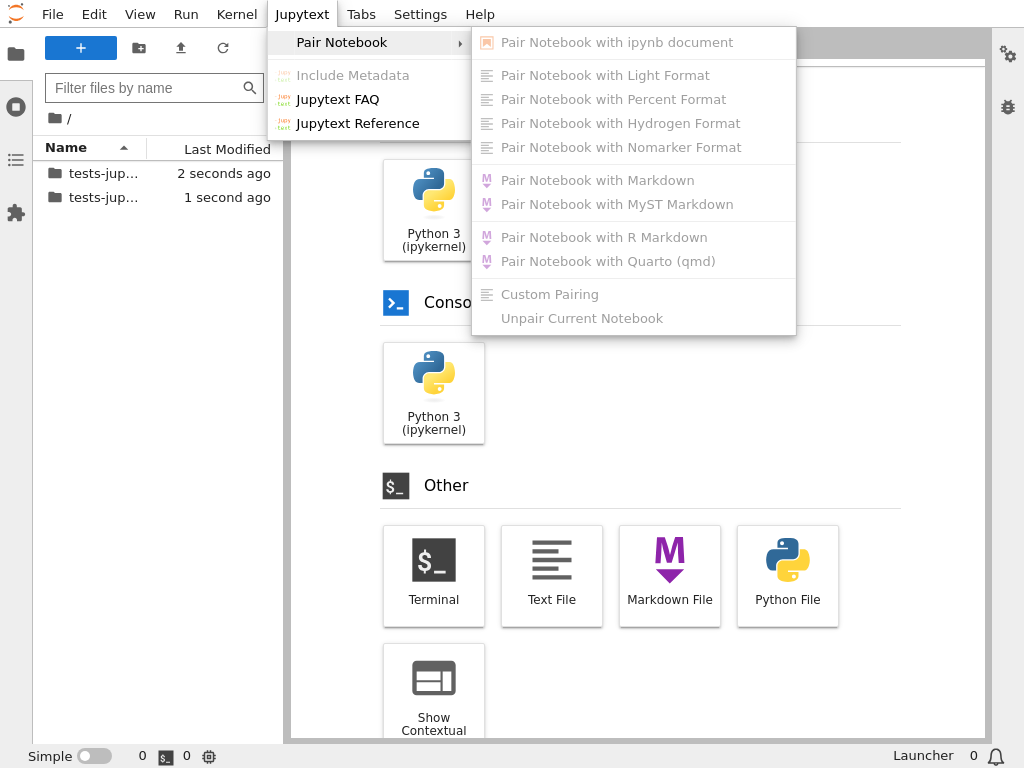 File Edit View Run Kernel Jupytext Tabs Settings Help
Pair Notebook
Include Metadata
Jupytext FAQ
Jupytext Reference
Pair Notebook with ipynb document
Pair Notebook with Light Format
Pair Notebook with Percent Format
Pair Notebook with Hydrogen Format
Pair Notebook with Nomarker Format
Pair Notebook with Markdown
Pair Notebook with MyST Markdown
Pair Notebook with R Markdown
Pair Notebook with Quarto (qmd)
Custom Pairing
Unpair Current Notebook
Filter files by name
/
Name Last Modified
tests-jup… 2 seconds ago
tests-jup… 1 second ago
Python 3
(ipykernel)
Conso
Python 3
(ipykernel)
$_ Other
$_
Terminal
Text File
M
Markdown File
Python File
Show
Contextual
Simple 0 $_ 0 Launcher 0